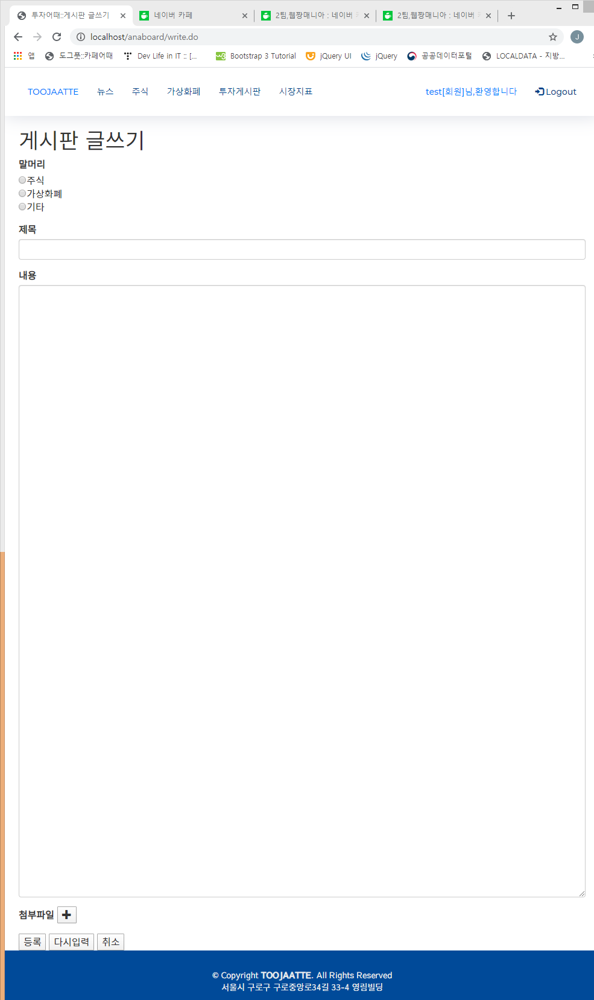 투자어때::게시판 글쓰기
네이버 카페
2팀,웹짱매니아 : 네이버
2팀,웹짱매니아 : 네이버
localhost/anaboard/write.do
J
앱
도그풋::카페어때
Dev Life in IT :: [...
Bootstrap 3 Tutorial
jQuery UI
jQuery
공공데이터포털
LOCALDATA - 지방...
TOOJAATTE
뉴스
주식
가상화폐
투자게시판
시장지표
test[회원]님,환영합니다
Logout
게시판 글쓰기
말머리
주식
가상화폐
기타
제목
내용
첨부파일
등록
다시입력
취소
© Copyright TOOJAATTE. All Rights Reserved
서울시 구로구 구로중앙로34길 33-4 영림빌딩